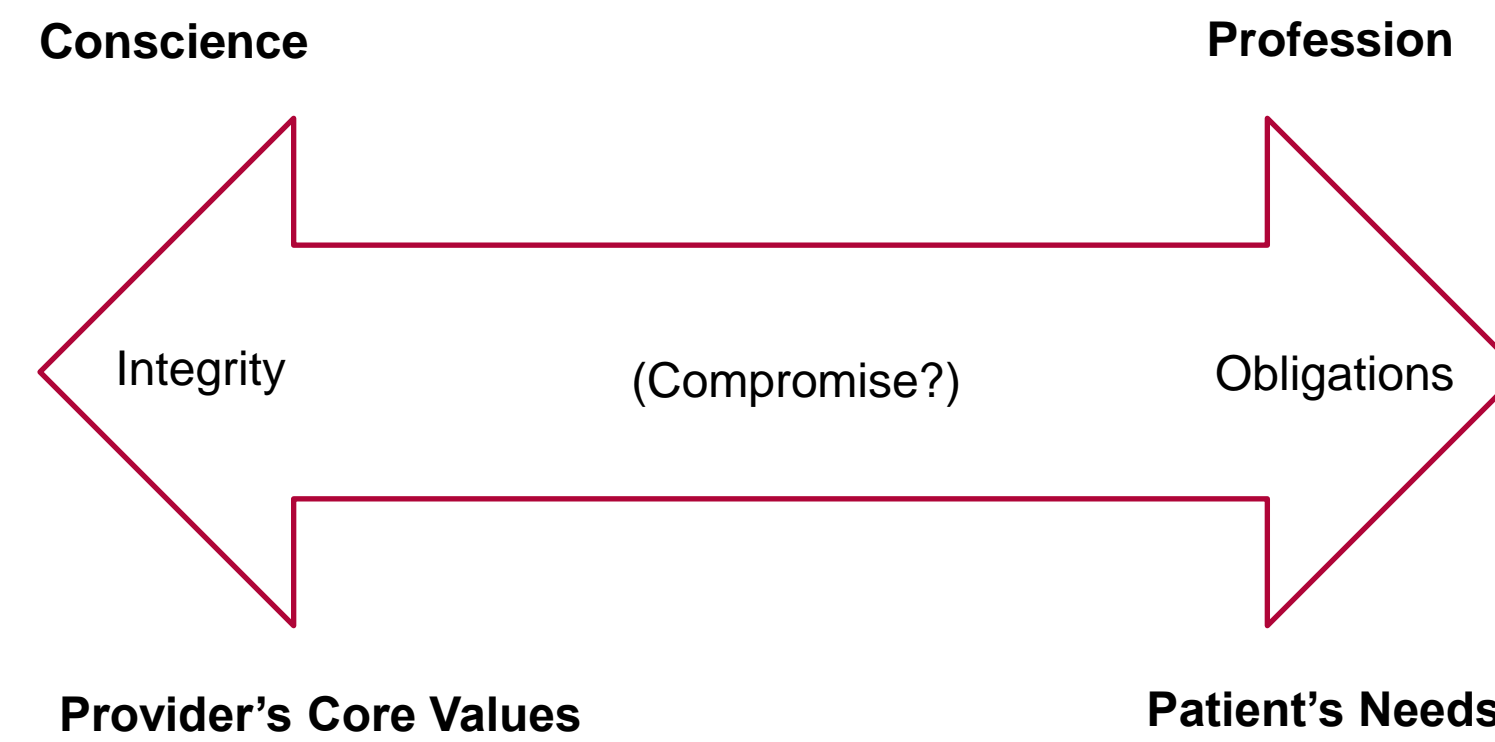 Conscience
Profession
Integrity
(Compromise?)
Obligations
Provider’s Core Values
Patient’s Needs